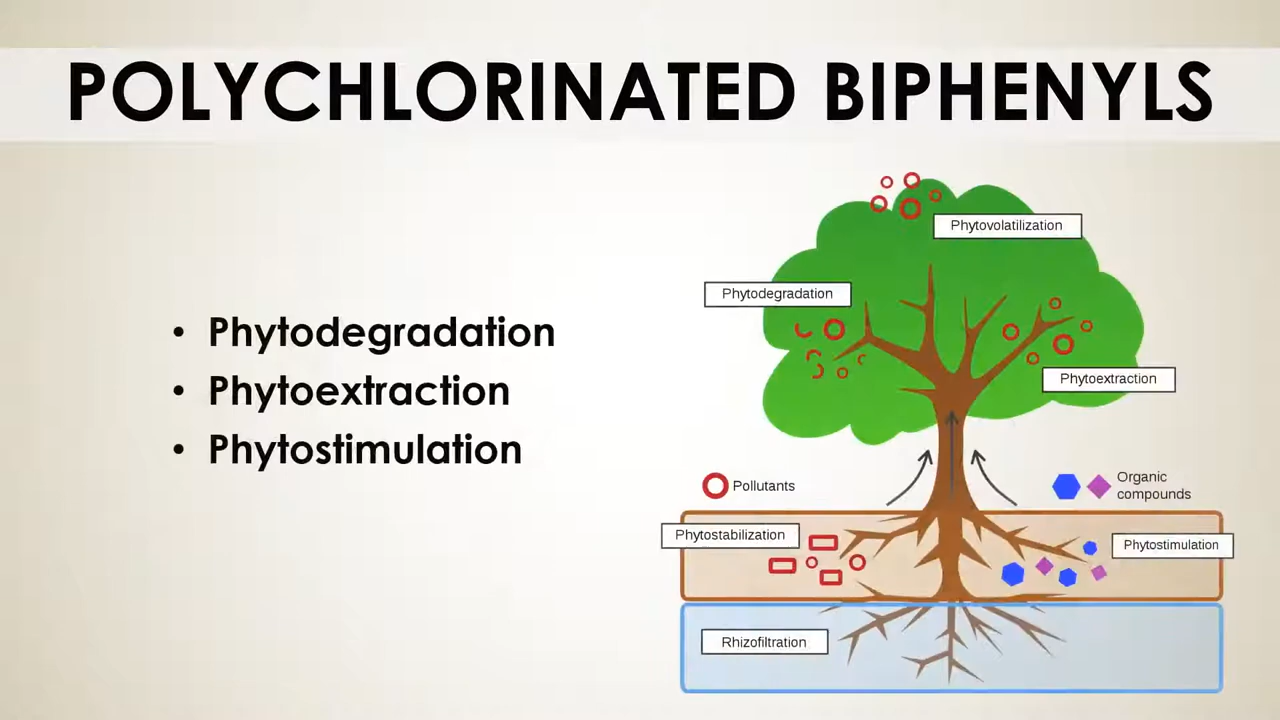 POLYCHLORINATED BIPHENYLS
• Phytodegradation
• Phytoextraction
• Phytostimulation
Phytovolatilization
Phytodegradation
Phytoextraction
Pollutants
Organic
compounds
Phytostabilization
Phytostimulation
Rhizofiltration